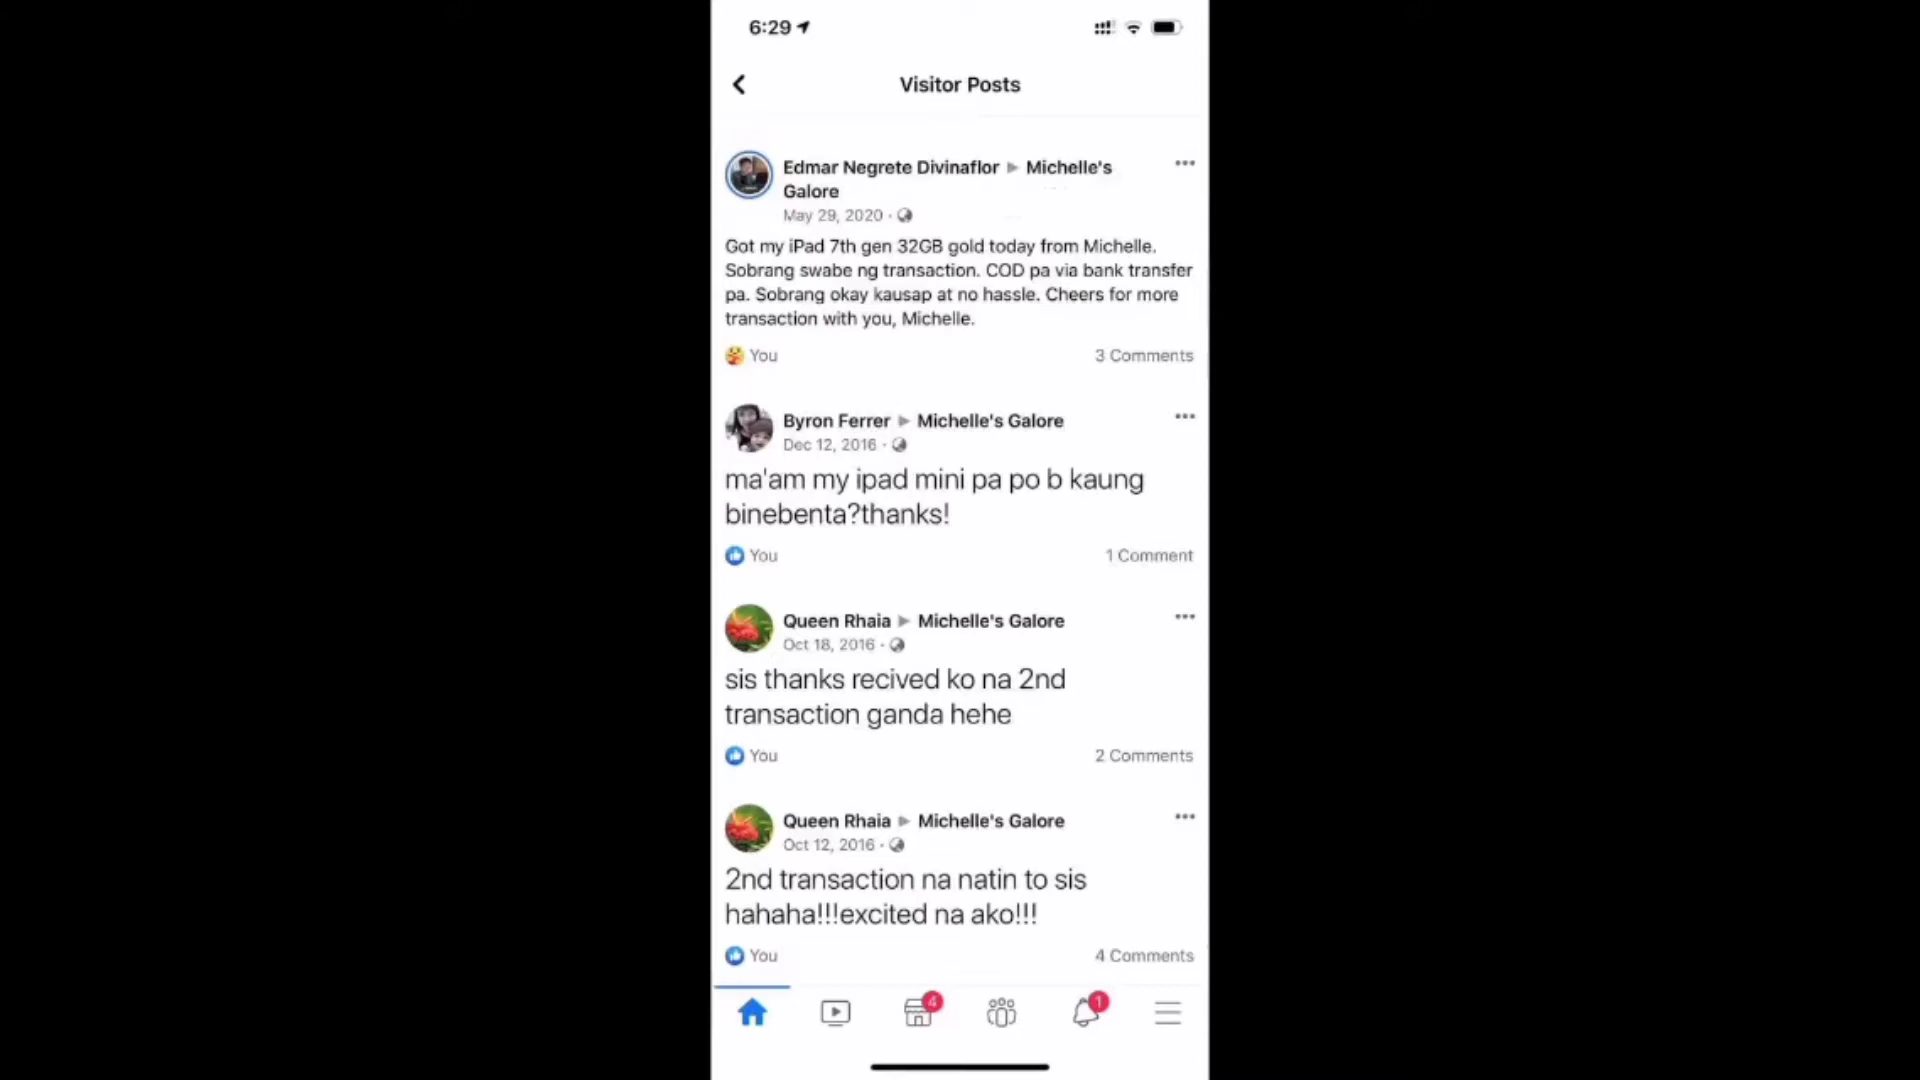 6:29
Visitor Posts
Edmar Negrete Divinaflor ▶ Michelle's
Galore
May 29, 2020 ·
Got my iPad 7th gen 32GB gold today from Michelle.
Sobrang swabe ng transaction. COD pa via bank transfer
pa. Sobrang okay kausap at no hassle. Cheers for more
transaction with you, Michelle.
You
3 Comments
Byron Ferrer ▶ Michelle's Galore
Dec 12, 2016 ·
ma'am my ipad mini pa po b kaung
binebenta?thanks!
You
1 Comment
Queen Rhaia ▶ Michelle's Galore
Oct 18, 2016 ·
sis thanks recived ko na 2nd
transaction ganda hehe
You
2 Comments
Queen Rhaia ▶ Michelle's Galore
Oct 12, 2016 ·
2nd transaction na natin to sis
hahaha!!!excited na ako!!!
You
4 Comments
4
1